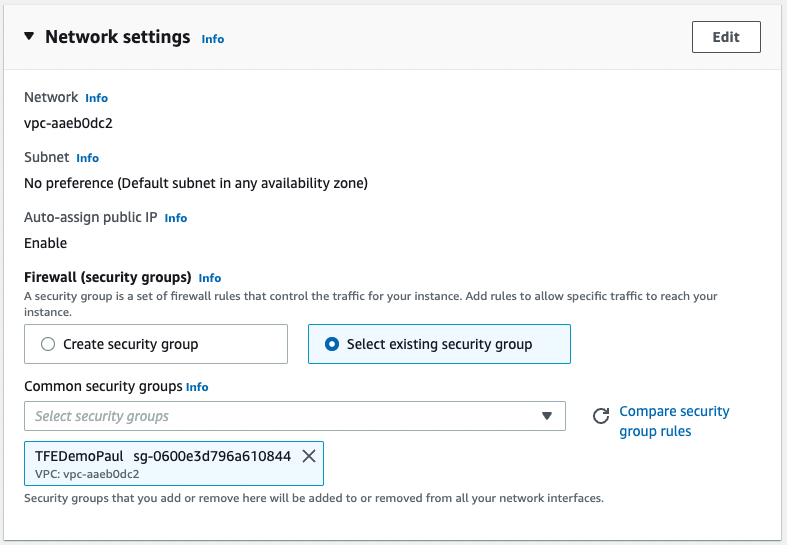 Network settings Info
Edit
Network Info
vpc-aaeb0dc2
Subnet Info
No preference (Default subnet in any availability zone)
Auto-assign public IP Info
Enable
Firewall (security groups) Info
A security group is a set of firewall rules that control the traffic for your instance. Add rules to allow specific traffic to reach your
instance.
Create security group
Select existing security group
Common security groups Info
Select security groups
Compare security
group rules
TFEDemoPaul sg-0600e3d796a610844
VPC: vpc-aaeb0dc2
Security groups that you add or remove here will be added to or removed from all your network interfaces.